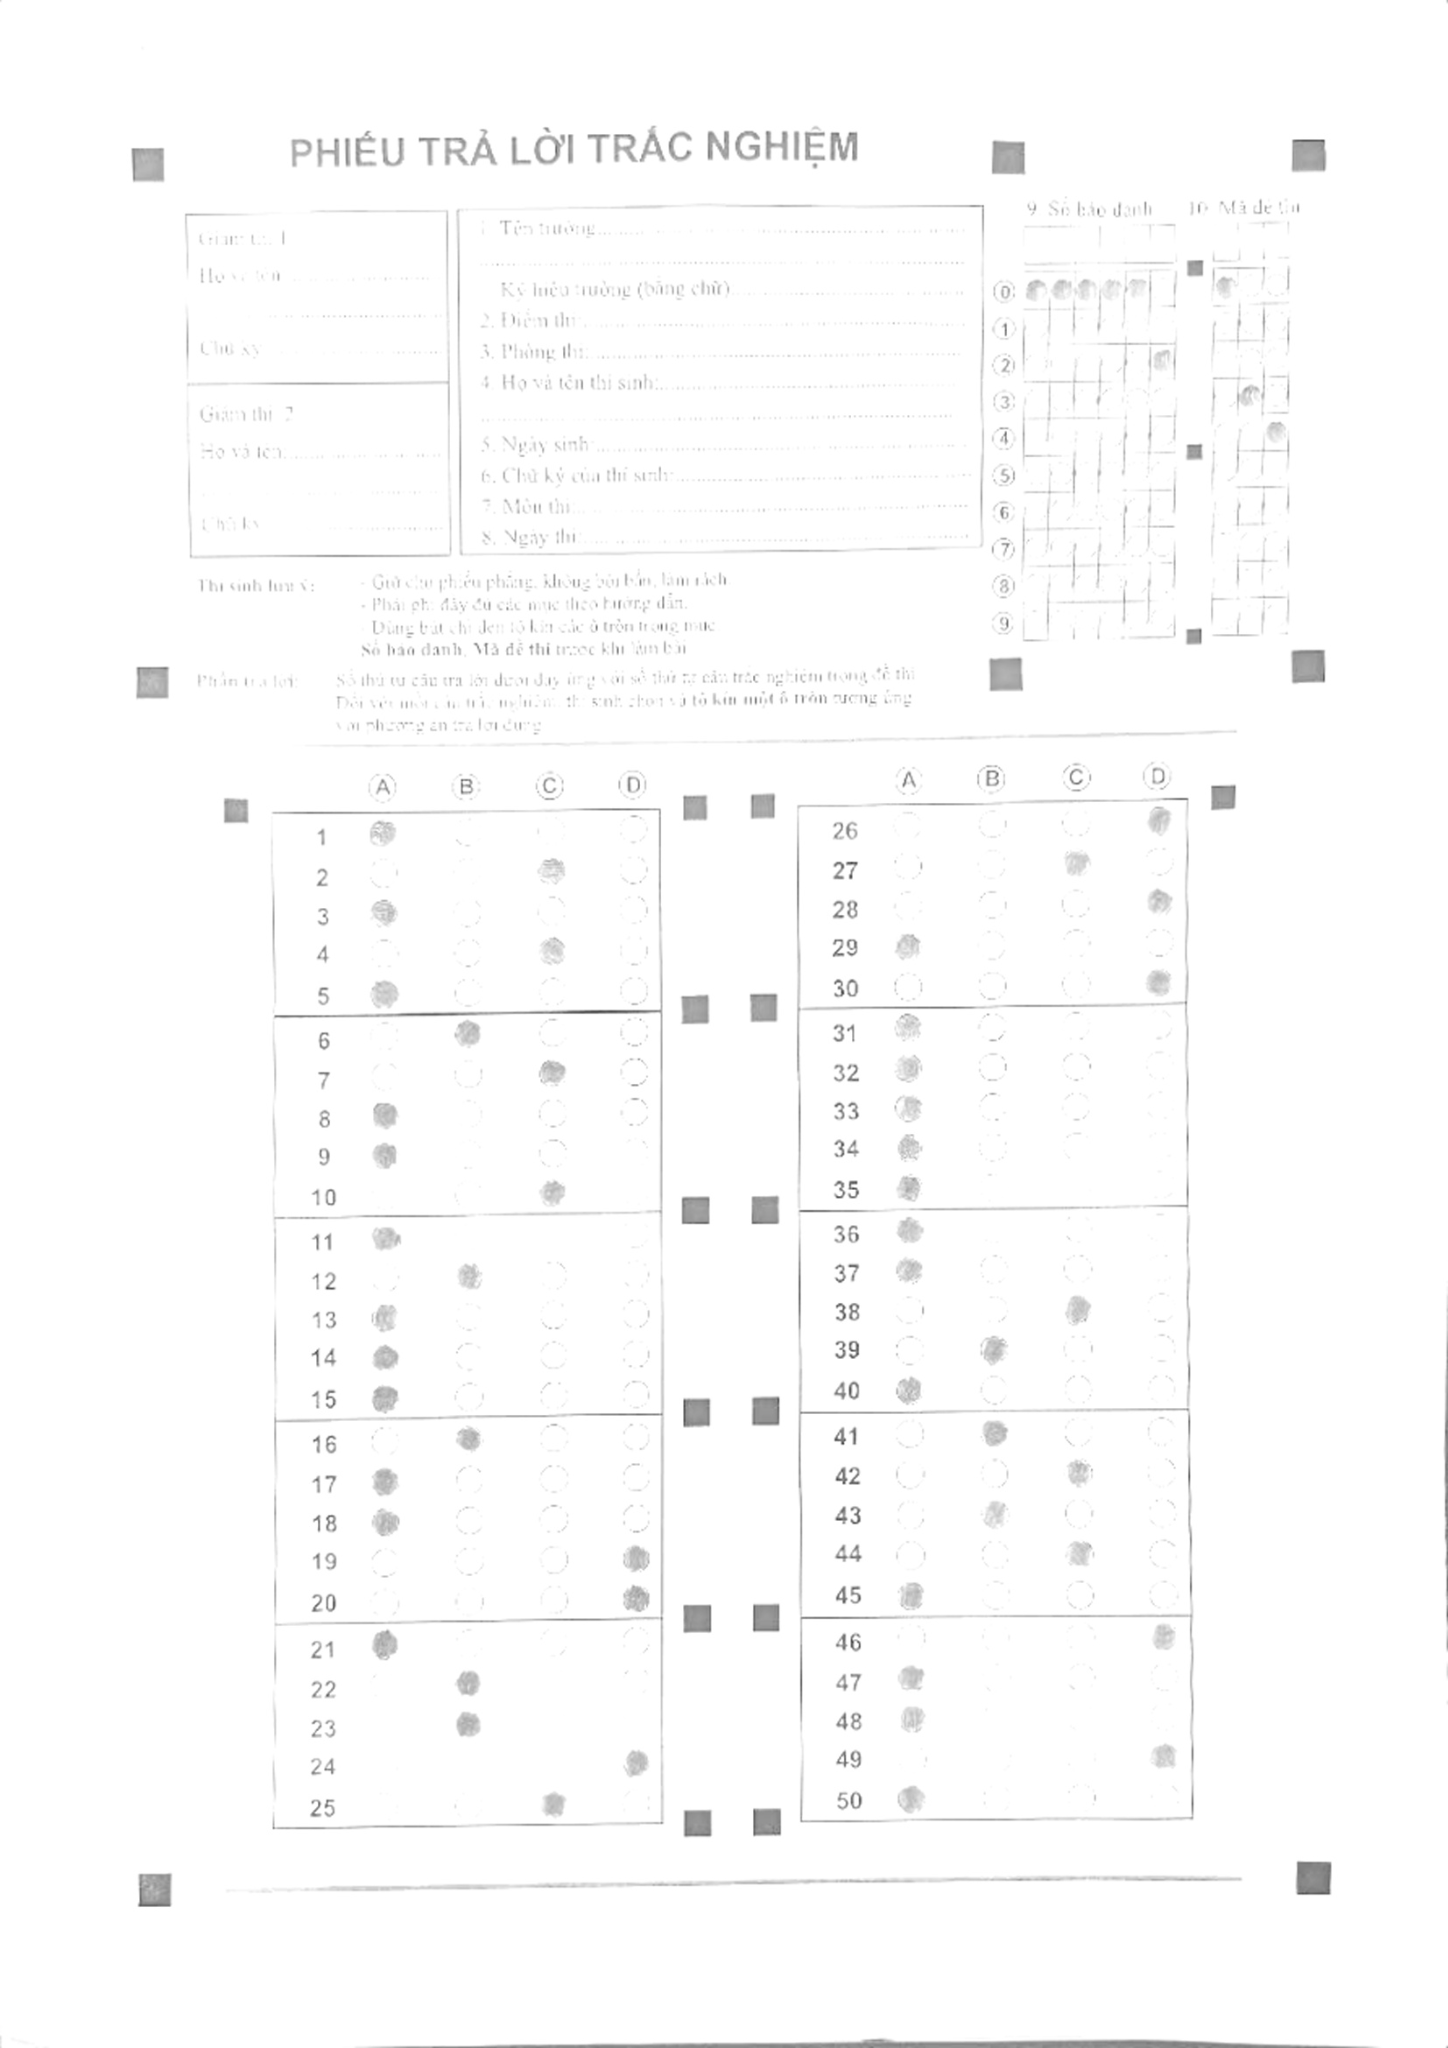 PHIẾU TRẢ LỜI TRẮC NGHIỆM
Giám thị 1
Họ và tên
Chữ ký
Giám thị 2
Họ và tên
Chữ ký
1. Tên trường
Ký hiệu trường (bằng chữ)
2. Điểm thi:
3. Phòng thi:
4. Họ và tên thí sinh:
5. Ngày sinh:
6. Chữ ký của thí sinh:
7. Môn thi:
8. Ngày thi:
9. Số báo danh
10. Mã đề thi
0
1
2
3
4
5
6
7
8
9
Thí sinh lưu ý:
- Giữ cho phiếu phẳng, không bôi bẩn, làm rách.
- Phải ghi đầy đủ các mục theo hướng dẫn.
- Dùng bút chì đen tô kín các ô tròn trong mục
Số báo danh, Mã đề thi trước khi làm bài
Phần trả lời:
Số thứ tự câu trả lời dưới đây ứng với số thứ tự câu trắc nghiệm trong đề thi
Đối với mỗi câu trắc nghiệm, thí sinh chọn và tô kín một ô tròn tương ứng
với phương án trả lời đúng
A B C D
1
2
3
4
5
6
7
8
9
10
11
12
13
14
15
16
17
18
19
20
21
22
23
24
25
A B C D
26
27
28
29
30
31
32
33
34
35
36
37
38
39
40
41
42
43
44
45
46
47
48
49
50